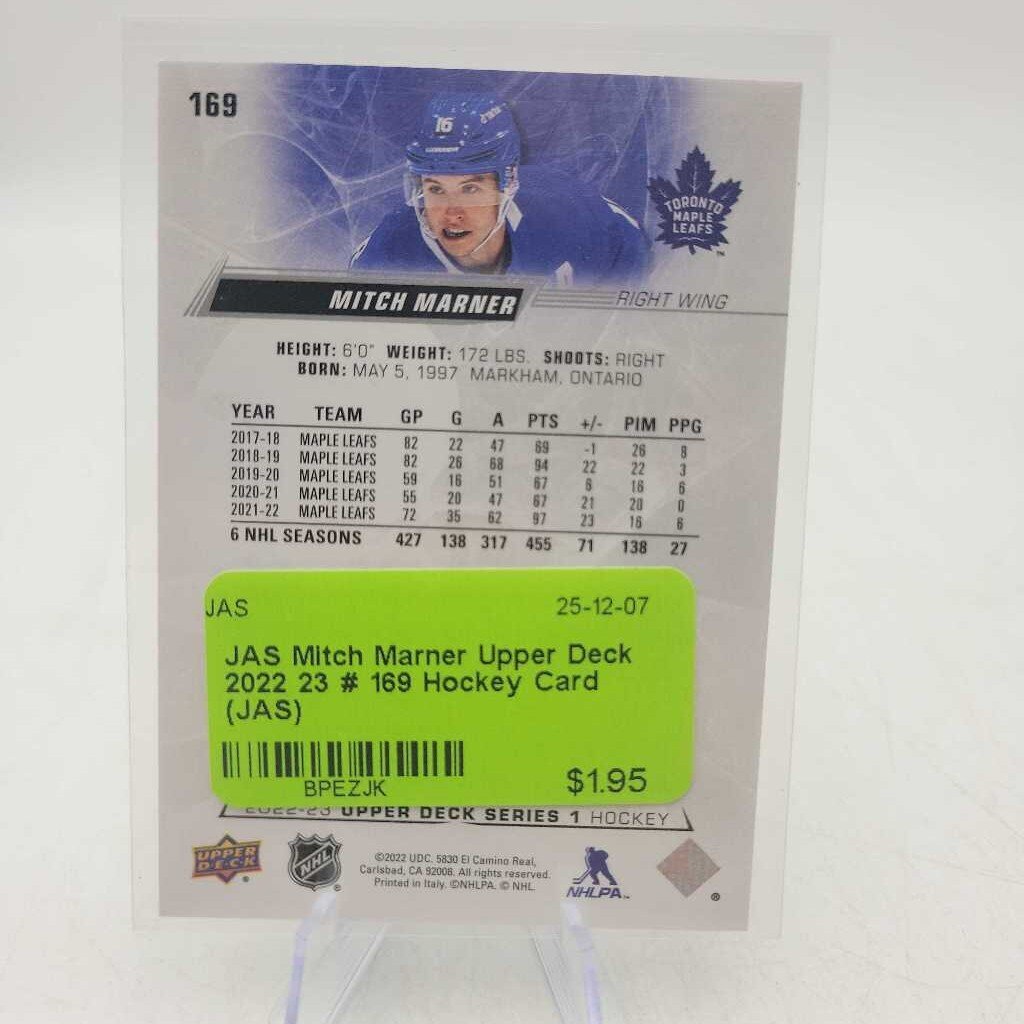 169
16
TORONTO
MAPLE
LEAFS
TM
MITCH MARNER
RIGHT WING
HEIGHT: 6'0" WEIGHT: 172 LBS. SHOOTS: RIGHT
BORN: MAY 5, 1997 MARKHAM, ONTARIO
YEAR TEAM GP G A PTS +/- PIM PPG
2017-18 MAPLE LEAFS 82 22 47 69 -1 26 8
2018-19 MAPLE LEAFS 82 26 68 94 22 22 3
2019-20 MAPLE LEAFS 59 16 51 67 6 16 6
2020-21 MAPLE LEAFS 55 20 47 67 21 20 0
2021-22 MAPLE LEAFS 72 35 62 97 23 16 6
6 NHL SEASONS 427 138 317 455 71 138 27
JAS 25-12-07
JAS Mitch Marner Upper Deck
2022 23 # 169 Hockey Card
(JAS)
BPEZJK $1.95
2022-23 UPPER DECK SERIES 1 HOCKEY
UPPER
D·E·C·K
®
NHL
®
©2022 UDC. 5830 El Camino Real,
Carlsbad, CA 92008. All rights reserved.
Printed in Italy. ©NHLPA. © NHL.
NHLPA™
®